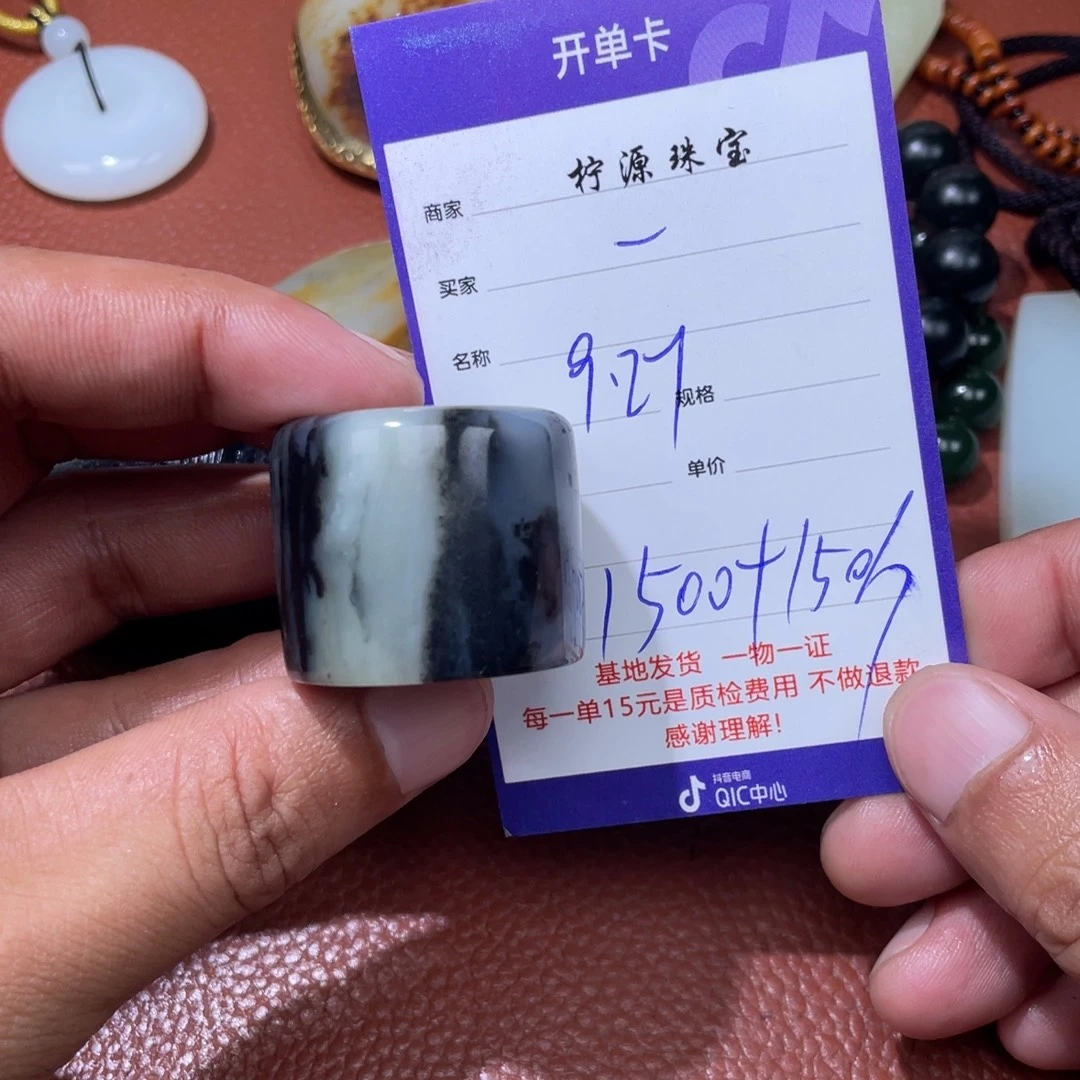 开单卡
商家 柠源珠宝
买家 一
名称 9.27
规格
单价
1500+15%
基地发货 一物一证
每一单15元是质检费用 不做退款
感谢理解!
抖音电商
QIC中心